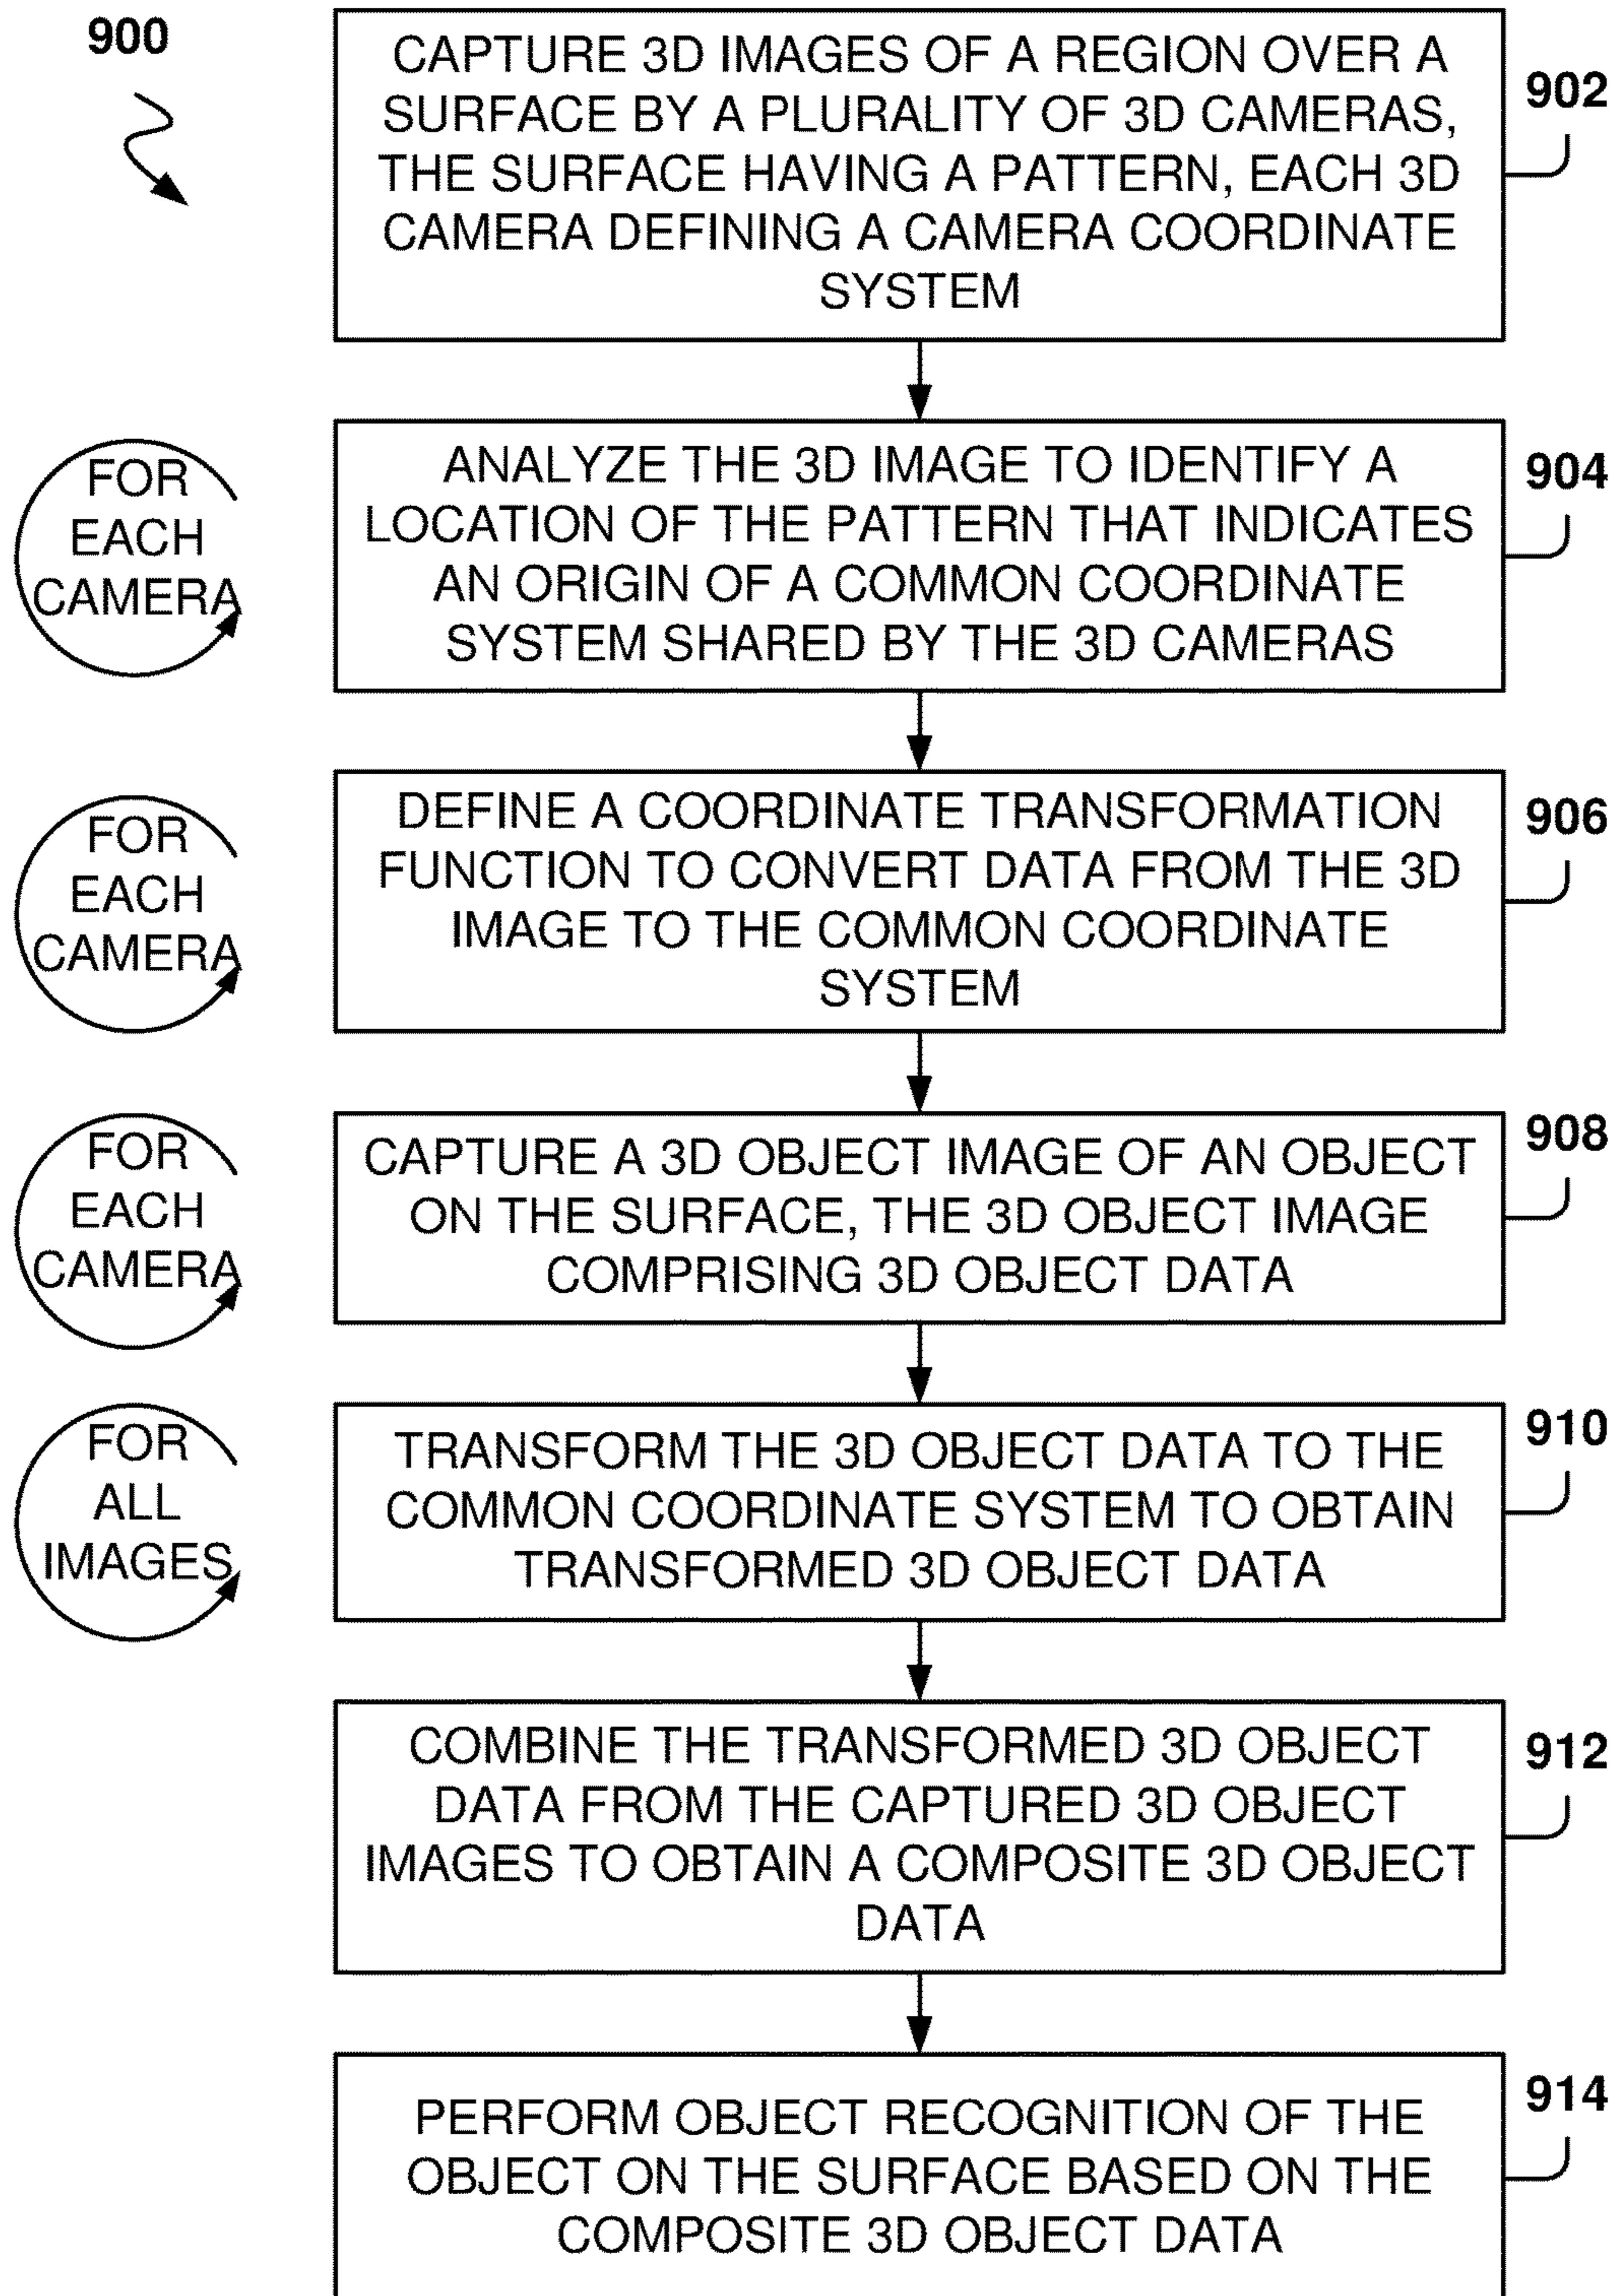 900
CAPTURE 3D IMAGES OF A REGION OVER A
SURFACE BY A PLURALITY OF 3D CAMERAS,
THE SURFACE HAVING A PATTERN, EACH 3D
CAMERA DEFINING A CAMERA COORDINATE
SYSTEM
902
FOR
EACH
CAMERA
ANALYZE THE 3D IMAGE TO IDENTIFY A
LOCATION OF THE PATTERN THAT INDICATES
AN ORIGIN OF A COMMON COORDINATE
SYSTEM SHARED BY THE 3D CAMERAS
904
FOR
EACH
CAMERA
DEFINE A COORDINATE TRANSFORMATION
FUNCTION TO CONVERT DATA FROM THE 3D
IMAGE TO THE COMMON COORDINATE
SYSTEM
906
FOR
EACH
CAMERA
CAPTURE A 3D OBJECT IMAGE OF AN OBJECT
ON THE SURFACE, THE 3D OBJECT IMAGE
COMPRISING 3D OBJECT DATA
908
FOR
ALL
IMAGES
TRANSFORM THE 3D OBJECT DATA TO THE
COMMON COORDINATE SYSTEM TO OBTAIN
TRANSFORMED 3D OBJECT DATA
910
COMBINE THE TRANSFORMED 3D OBJECT
DATA FROM THE CAPTURED 3D OBJECT
IMAGES TO OBTAIN A COMPOSITE 3D OBJECT
DATA
912
PERFORM OBJECT RECOGNITION OF THE
OBJECT ON THE SURFACE BASED ON THE
COMPOSITE 3D OBJECT DATA
914